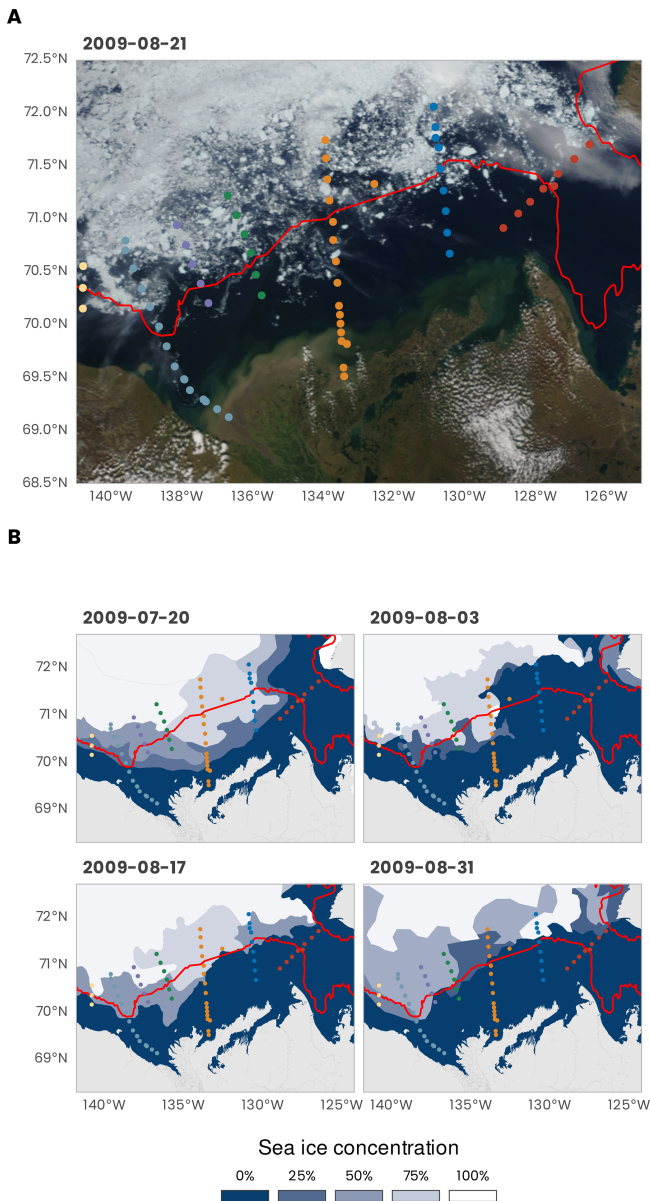 A
2009-08-21
72.5°N
72.0°N
71.5°N
71.0°N
70.5°N
70.0°N
69.5°N
69.0°N
68.5°N
140°W 138°W 136°W 134°W 132°W 130°W 128°W 126°W
B
2009-07-20 2009-08-03
72°N
71°N
70°N
69°N
2009-08-17 2009-08-31
72°N
71°N
70°N
69°N
140°W 135°W 130°W 125°W 140°W 135°W 130°W 125°W
Sea ice concentration
0% 25% 50% 75% 100%